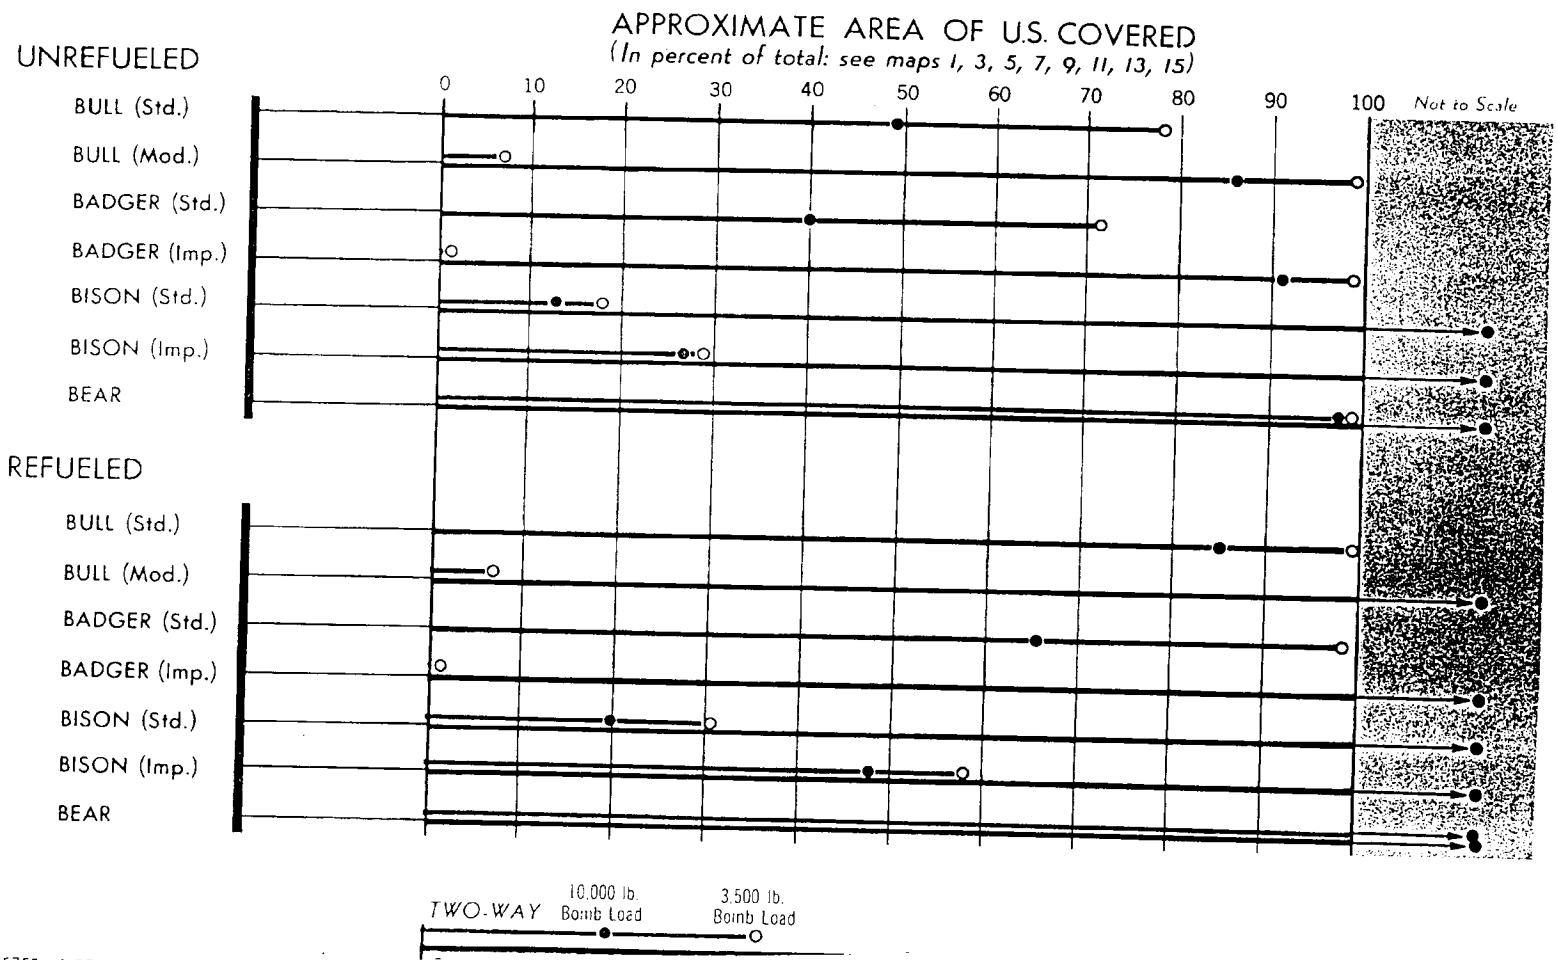 APPROXIMATE AREA OF U.S. COVERED
(In percent of total: see maps 1, 3, 5, 7, 9, 11, 13, 15)
UNREFUELED
0 10 20 30 40 50 60 70 80 90 100 Not to Scale
BULL (Std.)
BULL (Mod.)
BADGER (Std.)
BADGER (Imp.)
BISON (Std.)
BISON (Imp.)
BEAR
REFUELED
BULL (Std.)
BULL (Mod.)
BADGER (Std.)
BADGER (Imp.)
BISON (Std.)
BISON (Imp.)
BEAR
TWO-WAY
10,000 lb. Bomb Load
3,500 lb. Bomb Load